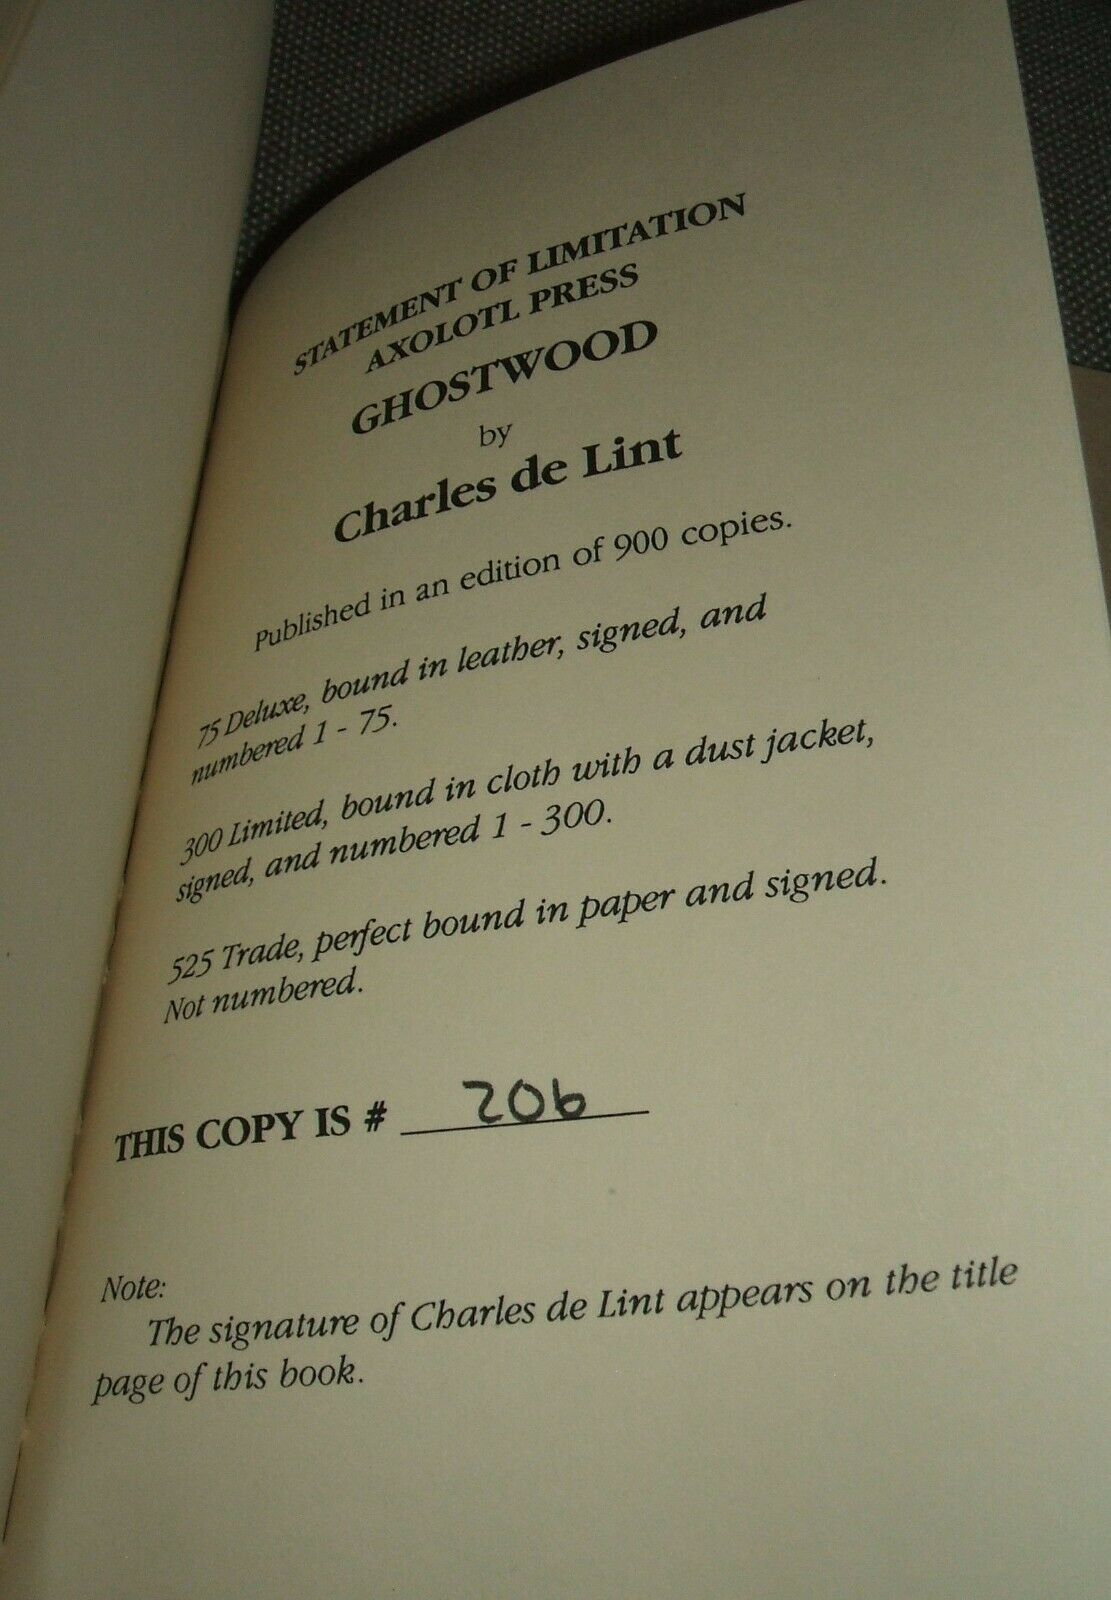 STATEMENT OF LIMITATION
AXOLOTL PRESS
GHOSTWOOD
by
Charles de Lint
Published in an edition of 900 copies.
75 Deluxe, bound in leather, signed, and
numbered 1 - 75.
300 Limited, bound in cloth with a dust jacket,
signed, and numbered 1 - 300.
525 Trade, perfect bound in paper and signed.
Not numbered.
THIS COPY IS # 206
Note:
The signature of Charles de Lint appears on the title
page of this book.